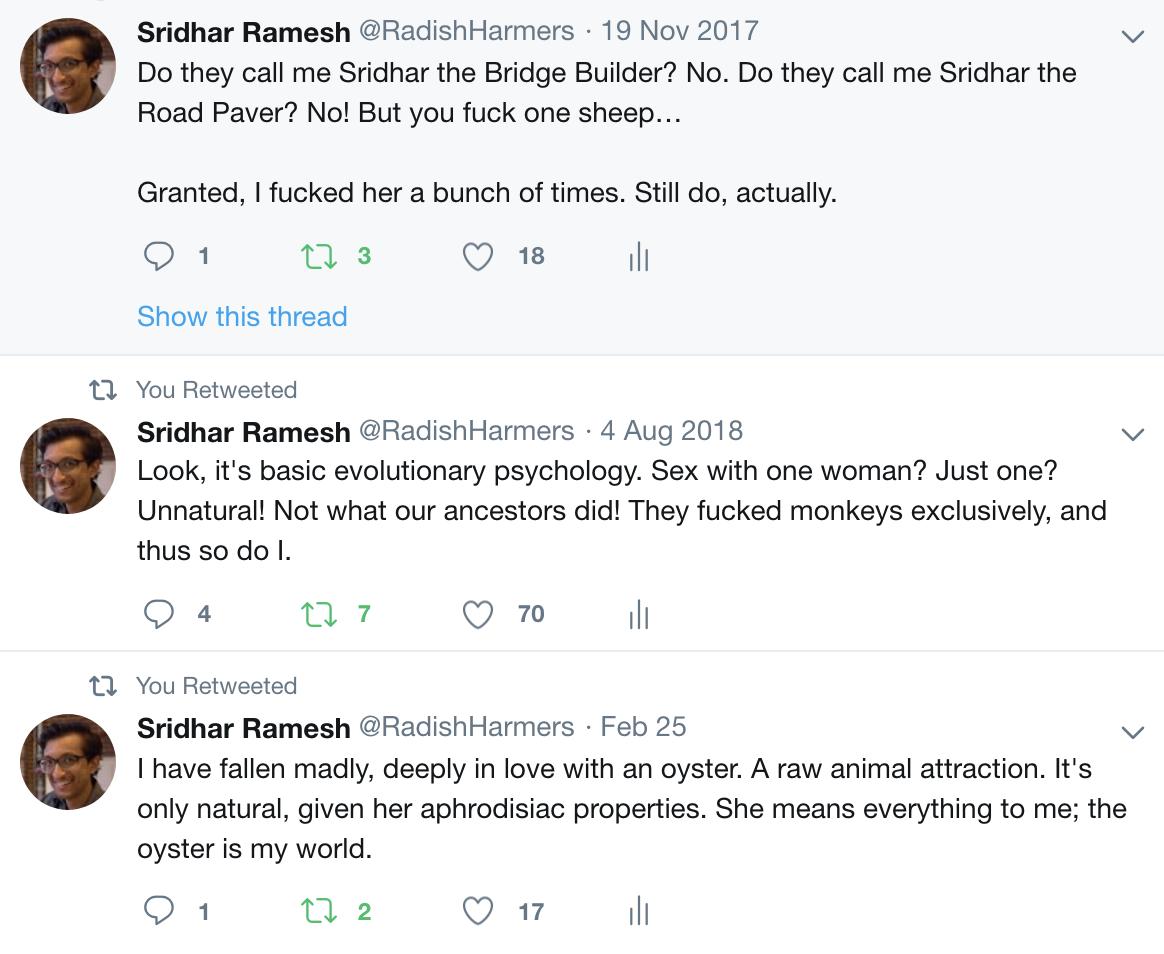 Sridhar Ramesh @RadishHarmers · 19 Nov 2017
Do they call me Sridhar the Bridge Builder? No. Do they call me Sridhar the
Road Paver? No! But you fuck one sheep…
Granted, I fucked her a bunch of times. Still do, actually.
1 3 18
Show this thread
You Retweeted
Sridhar Ramesh @RadishHarmers · 4 Aug 2018
Look, it's basic evolutionary psychology. Sex with one woman? Just one?
Unnatural! Not what our ancestors did! They fucked monkeys exclusively, and
thus so do I.
4 7 70
You Retweeted
Sridhar Ramesh @RadishHarmers · Feb 25
I have fallen madly, deeply in love with an oyster. A raw animal attraction. It's
only natural, given her aphrodisiac properties. She means everything to me; the
oyster is my world.
1 2 17